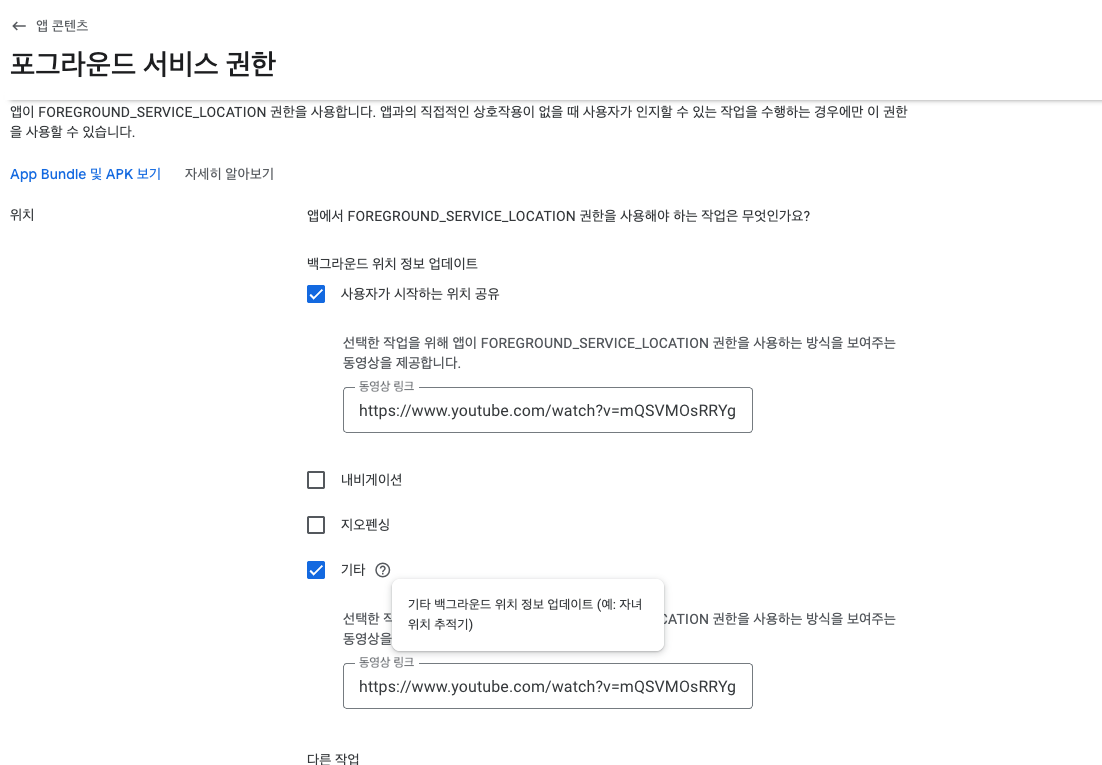 ← 앱 콘텐츠
포그라운드 서비스 권한
앱이 FOREGROUND_SERVICE_LOCATION 권한을 사용합니다. 앱과의 직접적인 상호작용이 없을 때 사용자가 인지할 수 있는 작업을 수행하는 경우에만 이 권한
을 사용할 수 있습니다.
App Bundle 및 APK 보기 자세히 알아보기
위치
앱에서 FOREGROUND_SERVICE_LOCATION 권한을 사용해야 하는 작업은 무엇인가요?
백그라운드 위치 정보 업데이트
사용자가 시작하는 위치 공유
선택한 작업을 위해 앱이 FOREGROUND_SERVICE_LOCATION 권한을 사용하는 방식을 보여주는
동영상을 제공합니다.
동영상 링크
https://www.youtube.com/watch?v=mQSVMOsRRYg
내비게이션
지오펜싱
기타
기타 백그라운드 위치 정보 업데이트 (예: 자녀
위치 추적기)
선택한 CATION 권한을 사용하는 방식을 보여주는
동영상을
동영상 링크
https://www.youtube.com/watch?v=mQSVMOsRRYg
다른 작업